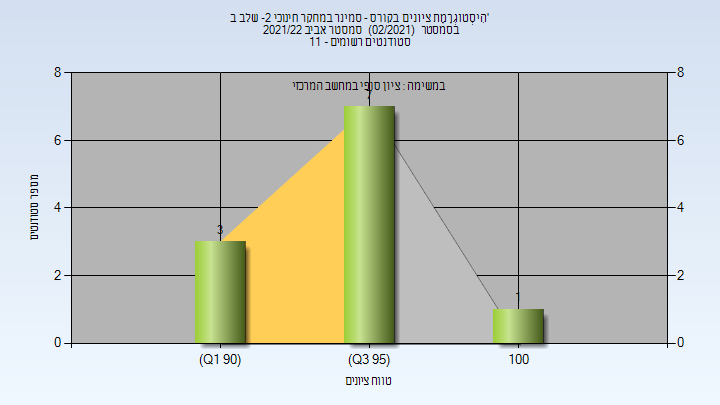 הִיסְטוֹגְרָמַת ציונים בקורס - סמינר במחקר חינוכי 2- שלב ב'
בסמסטר (02/2021) סמסטר אביב 2021/22
סטודנטים רשומים - 11
במשימה : ציון סופי במחשב המרכזי
8 8
7
6 6
מספר סטודנטים
4 4
3
2 2
1
0 0
(Q1 90) (Q3 95) 100
טווח ציונים